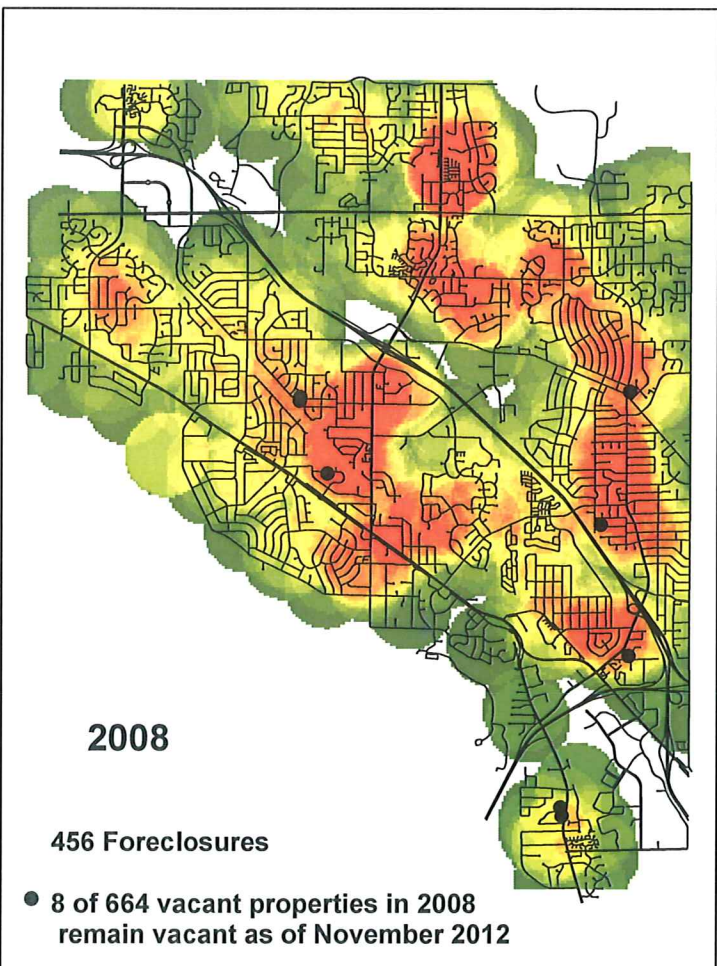 2008
456 Foreclosures
8 of 664 vacant properties in 2008
remain vacant as of November 2012